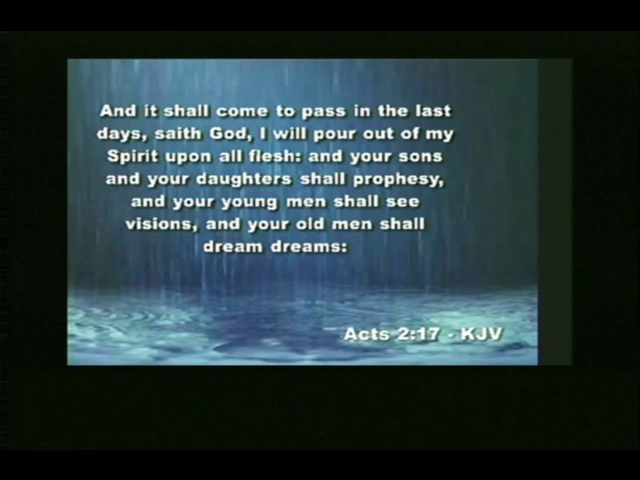 And it shall come to pass in the last
days, saith God, I will pour out of my
Spirit upon all flesh: and your sons
and your daughters shall prophesy,
and your young men shall see
visions, and your old men shall
dream dreams:
Acts 2:17 - KJV